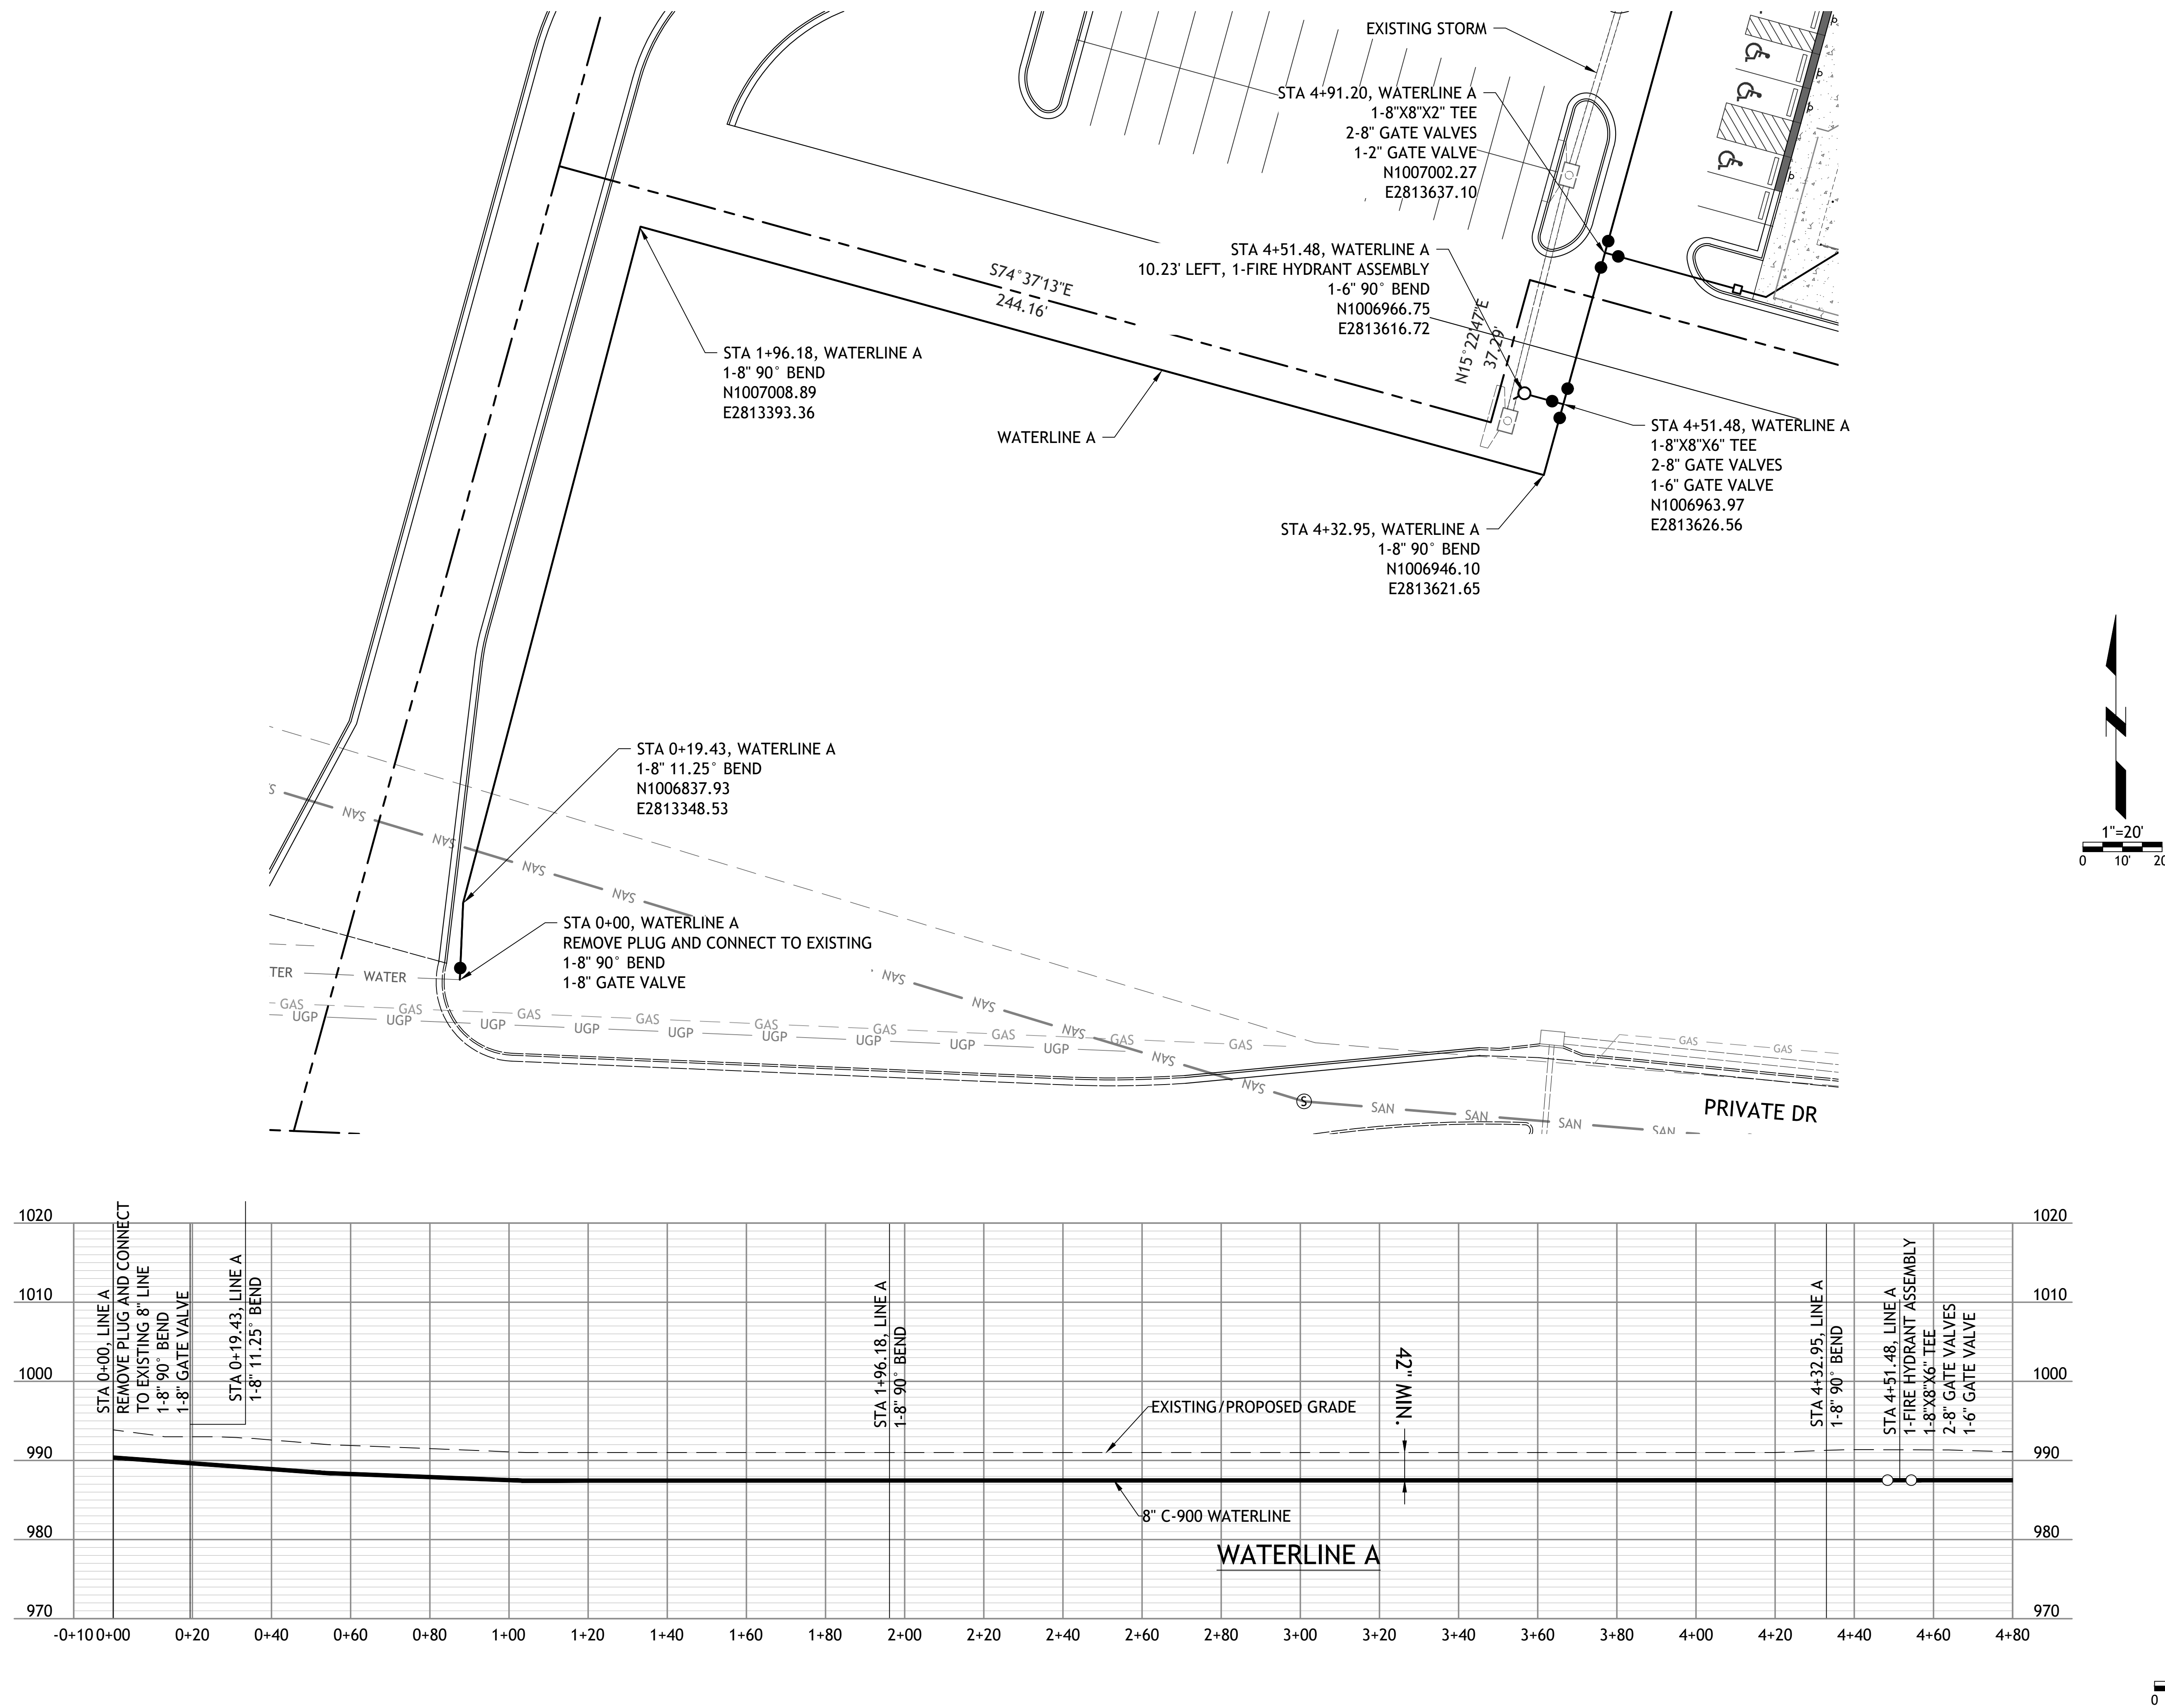 EXISTING STORM
STA 4+91.20, WATERLINE A
1-8"X8"X2" TEE
2-8" GATE VALVES
1-2" GATE VALVE
N1007002.27
E2813637.10
STA 4+51.48, WATERLINE A
10.23' LEFT, 1-FIRE HYDRANT ASSEMBLY
1-6" 90° BEND
N1006966.75
E2813616.72
S74°37'13"E
244.16'
N15°22'47"E
37.29'
STA 1+96.18, WATERLINE A
1-8" 90° BEND
N1007008.89
E2813393.36
WATERLINE A
STA 4+51.48, WATERLINE A
1-8"X8"X6" TEE
2-8" GATE VALVES
1-6" GATE VALVE
N1006963.97
E2813626.56
STA 4+32.95, WATERLINE A
1-8" 90° BEND
N1006946.10
E2813621.65
STA 0+19.43, WATERLINE A
1-8" 11.25° BEND
N1006837.93
E2813348.53
N
1"=20'
0 10' 20
S SAN SAN SAN SAN
STA 0+00, WATERLINE A
REMOVE PLUG AND CONNECT TO EXISTING
1-8" 90° BEND
1-8" GATE VALVE
TER WATER
SAN SAN SAN SAN SAN
GAS GAS GAS GAS GAS GAS GAS GAS GAS
UGP UGP UGP UGP UGP UGP UGP UGP UGP
GAS GAS
S
SAN SAN SAN SAN
PRIVATE DR
1020 1020
1010 1010
1000 1000
990 990
980 980
970 970
STA 0+00, LINE A
REMOVE PLUG AND CONNECT
TO EXISTING 8" LINE
1-8" 90° BEND
1-8" GATE VALVE
STA 0+19.43, LINE A
1-8" 11.25° BEND
STA 1+96.18, LINE A
1-8" 90° BEND
EXISTING/PROPOSED GRADE
42" MIN.
8" C-900 WATERLINE
STA 4+32.95, LINE A
1-8" 90° BEND
STA 4+51.48, LINE A
1-FIRE HYDRANT ASSEMBLY
1-8"X8"X6" TEE
2-8" GATE VALVES
1-6" GATE VALVE
WATERLINE A
-0+10 0+00 0+20 0+40 0+60 0+80 1+00 1+20 1+40 1+60 1+80 2+00 2+20 2+40 2+60 2+80 3+00 3+20 3+40 3+60 3+80 4+00 4+20 4+40 4+60 4+80
0